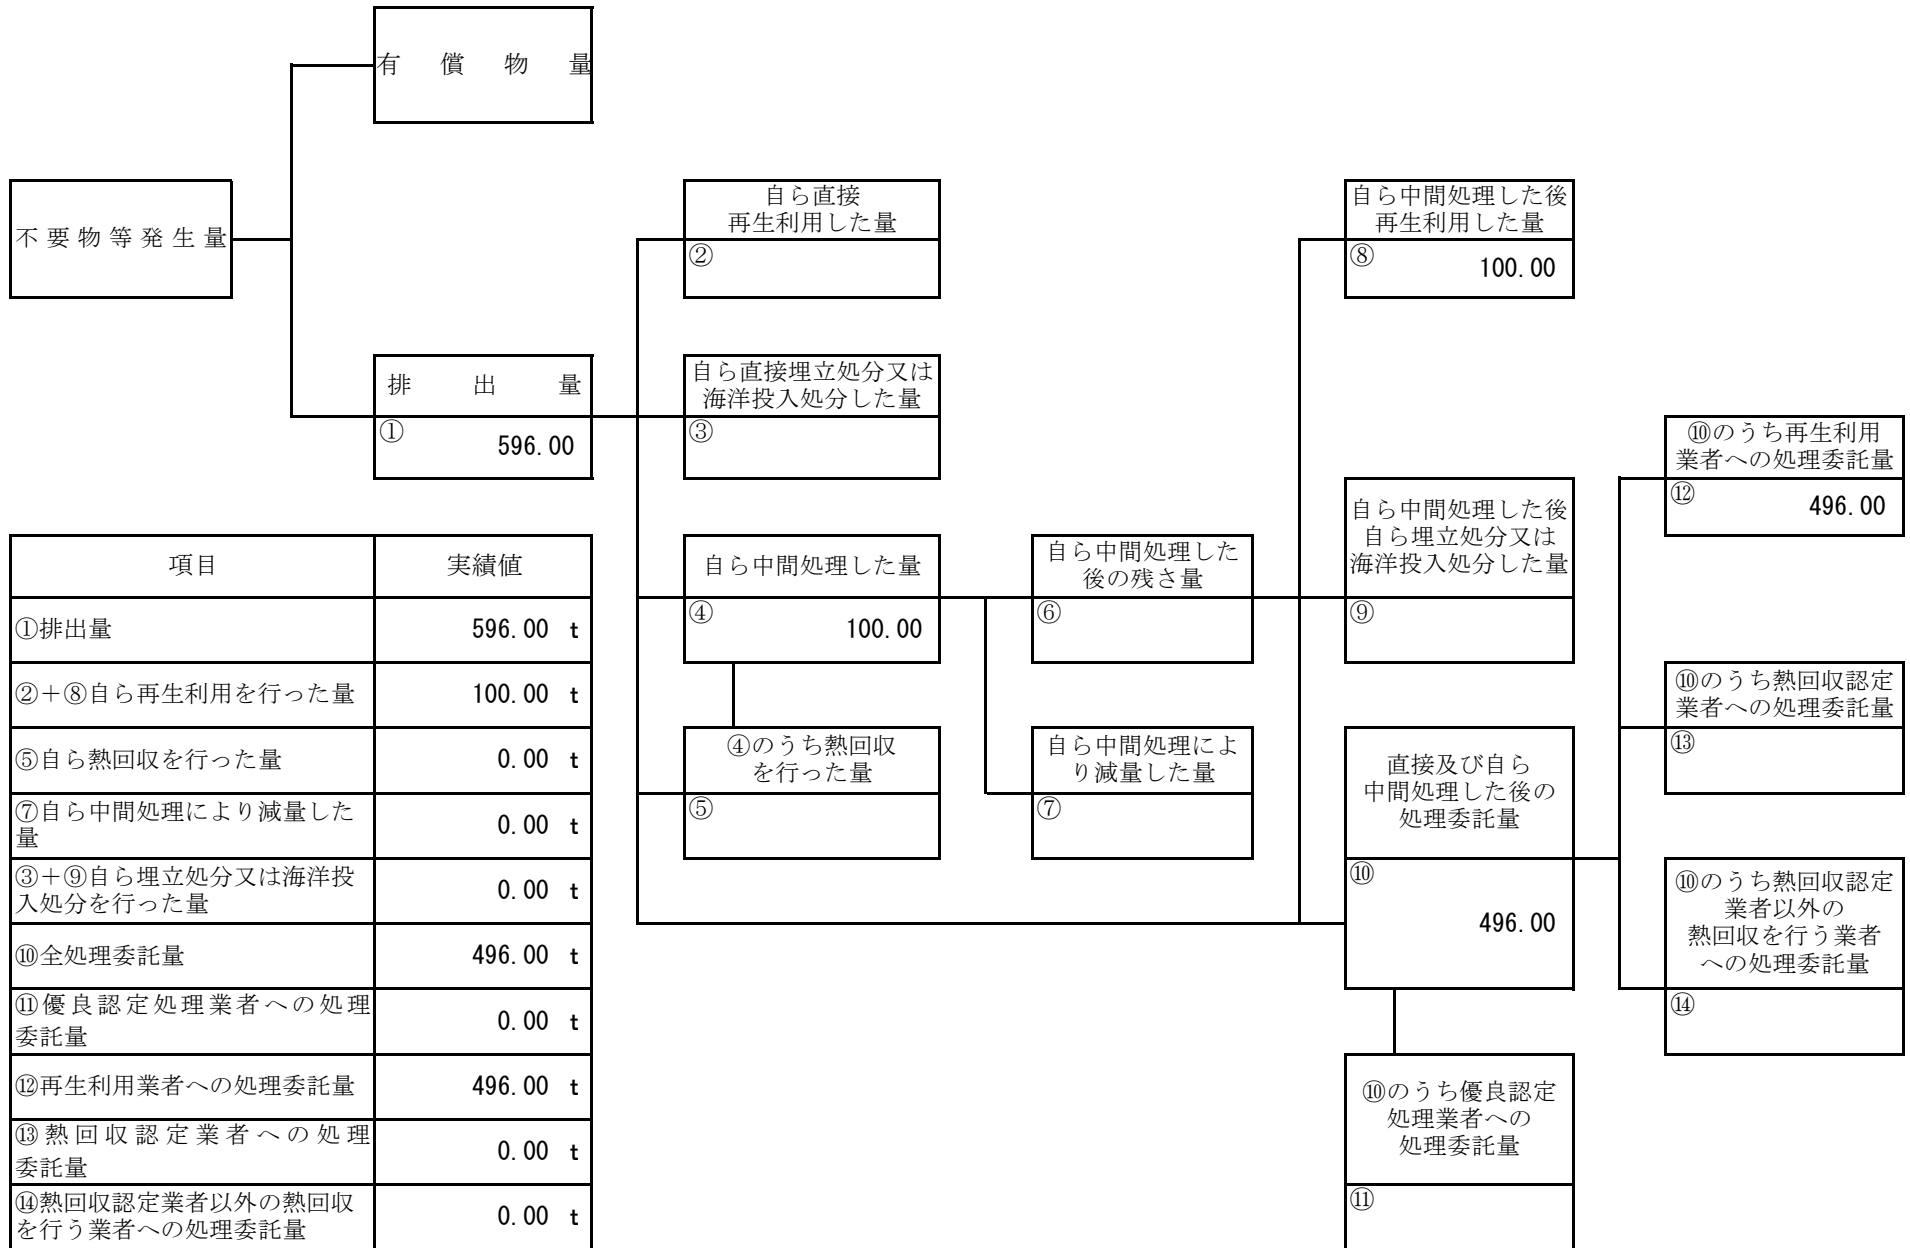 有償物量
不要物等発生量
排出量
①
596.00
自ら直接
再生利用した量
②
自ら直接埋立処分又は
海洋投入処分した量
③
自ら中間処理した量
④
100.00
④のうち熱回収
を行った量
⑤
自ら中間処理した
後の残さ量
⑥
自ら中間処理によ
り減量した量
⑦
自ら中間処理した後
再生利用した量
⑧
100.00
自ら中間処理した後
自ら埋立処分又は
海洋投入処分した量
⑨
直接及び自ら
中間処理した後の
処理委託量
⑩
496.00
⑩のうち優良認定
処理業者への
処理委託量
⑪
⑩のうち再生利用
業者への処理委託量
⑫
496.00
⑩のうち熱回収認定
業者への処理委託量
⑬
⑩のうち熱回収認定
業者以外の
熱回収を行う業者
への処理委託量
⑭
項目 実績値
①排出量 596.00 t
②+⑧自ら再生利用を行った量 100.00 t
⑤自ら熱回収を行った量 0.00 t
⑦自ら中間処理により減量した
量 0.00 t
③+⑨自ら埋立処分又は海洋投
入処分を行った量 0.00 t
⑩全処理委託量 496.00 t
⑪優良認定処理業者への処理
委託量 0.00 t
⑫再生利用業者への処理委託量 496.00 t
⑬熱回収認定業者への処理
委託量 0.00 t
⑭熱回収認定業者以外の熱回収
を行う業者への処理委託量 0.00 t